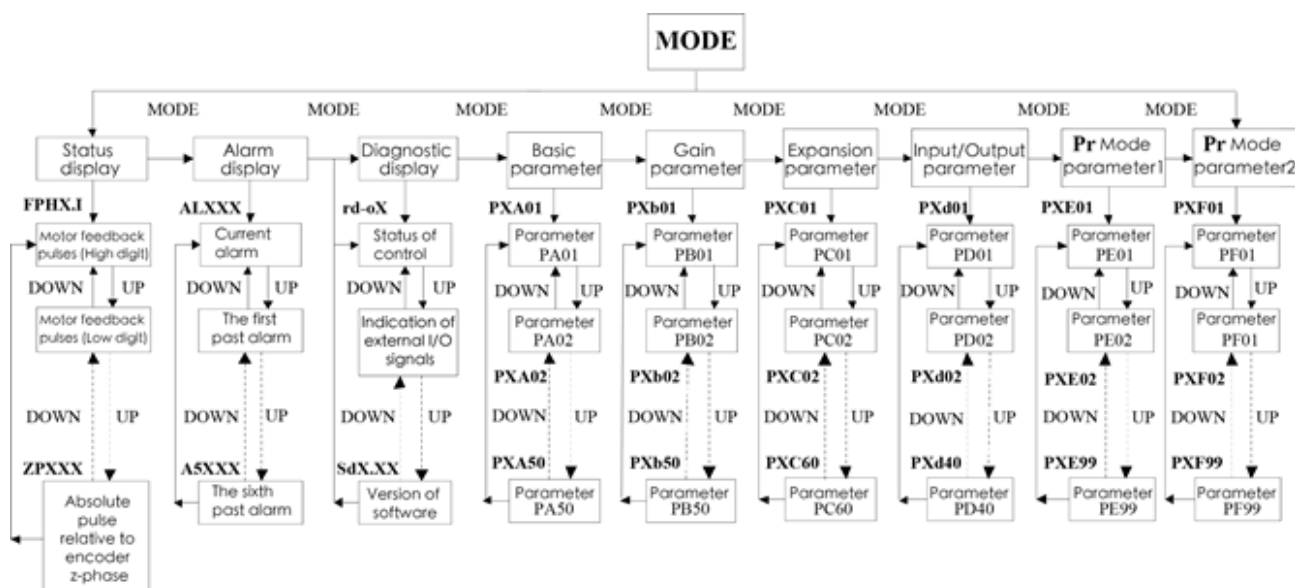 MODE
MODE MODE MODE MODE MODE MODE MODE MODE
Status
display
Alarm
display
Diagnostic
display
Basic
parameter
Gain
parameter
Expansion
parameter
Input/Output
parameter
Pr Mode
parameter1
Pr Mode
parameter2
FPHX.I
ALXXX
rd-oX
PXA01
PXb01
PXC01
PXd01
PXE01
PXF01
Motor feedback
pulses (High digit)
Current
alarm
Status of
control
Parameter
PA01
Parameter
PB01
Parameter
PC01
Parameter
PD01
Parameter
PE01
Parameter
PF01
DOWN UP
DOWN UP
DOWN UP
DOWN UP
DOWN UP
DOWN UP
DOWN UP
DOWN UP
DOWN UP
Motor feedback
pulses (Low digit)
The first
past alarm
Indication of
external I/O
signals
Parameter
PA02
Parameter
PB02
Parameter
PC02
Parameter
PD02
Parameter
PE02
Parameter
PF01
PXA02
PXb02
PXC02
PXd02
PXE02
PXF02
DOWN UP
DOWN UP
DOWN UP
DOWN UP
DOWN UP
DOWN UP
DOWN UP
DOWN UP
DOWN UP
ZPXXX
A5XXX
SdX.XX
PXA50
PXb50
PXC60
PXd40
PXE99
PXF99
Absolute
pulse
relative to
encoder
z-phase
The sixth
past alarm
Version of
software
Parameter
PA50
Parameter
PB50
Parameter
PC60
Parameter
PD40
Parameter
PE99
Parameter
PF99